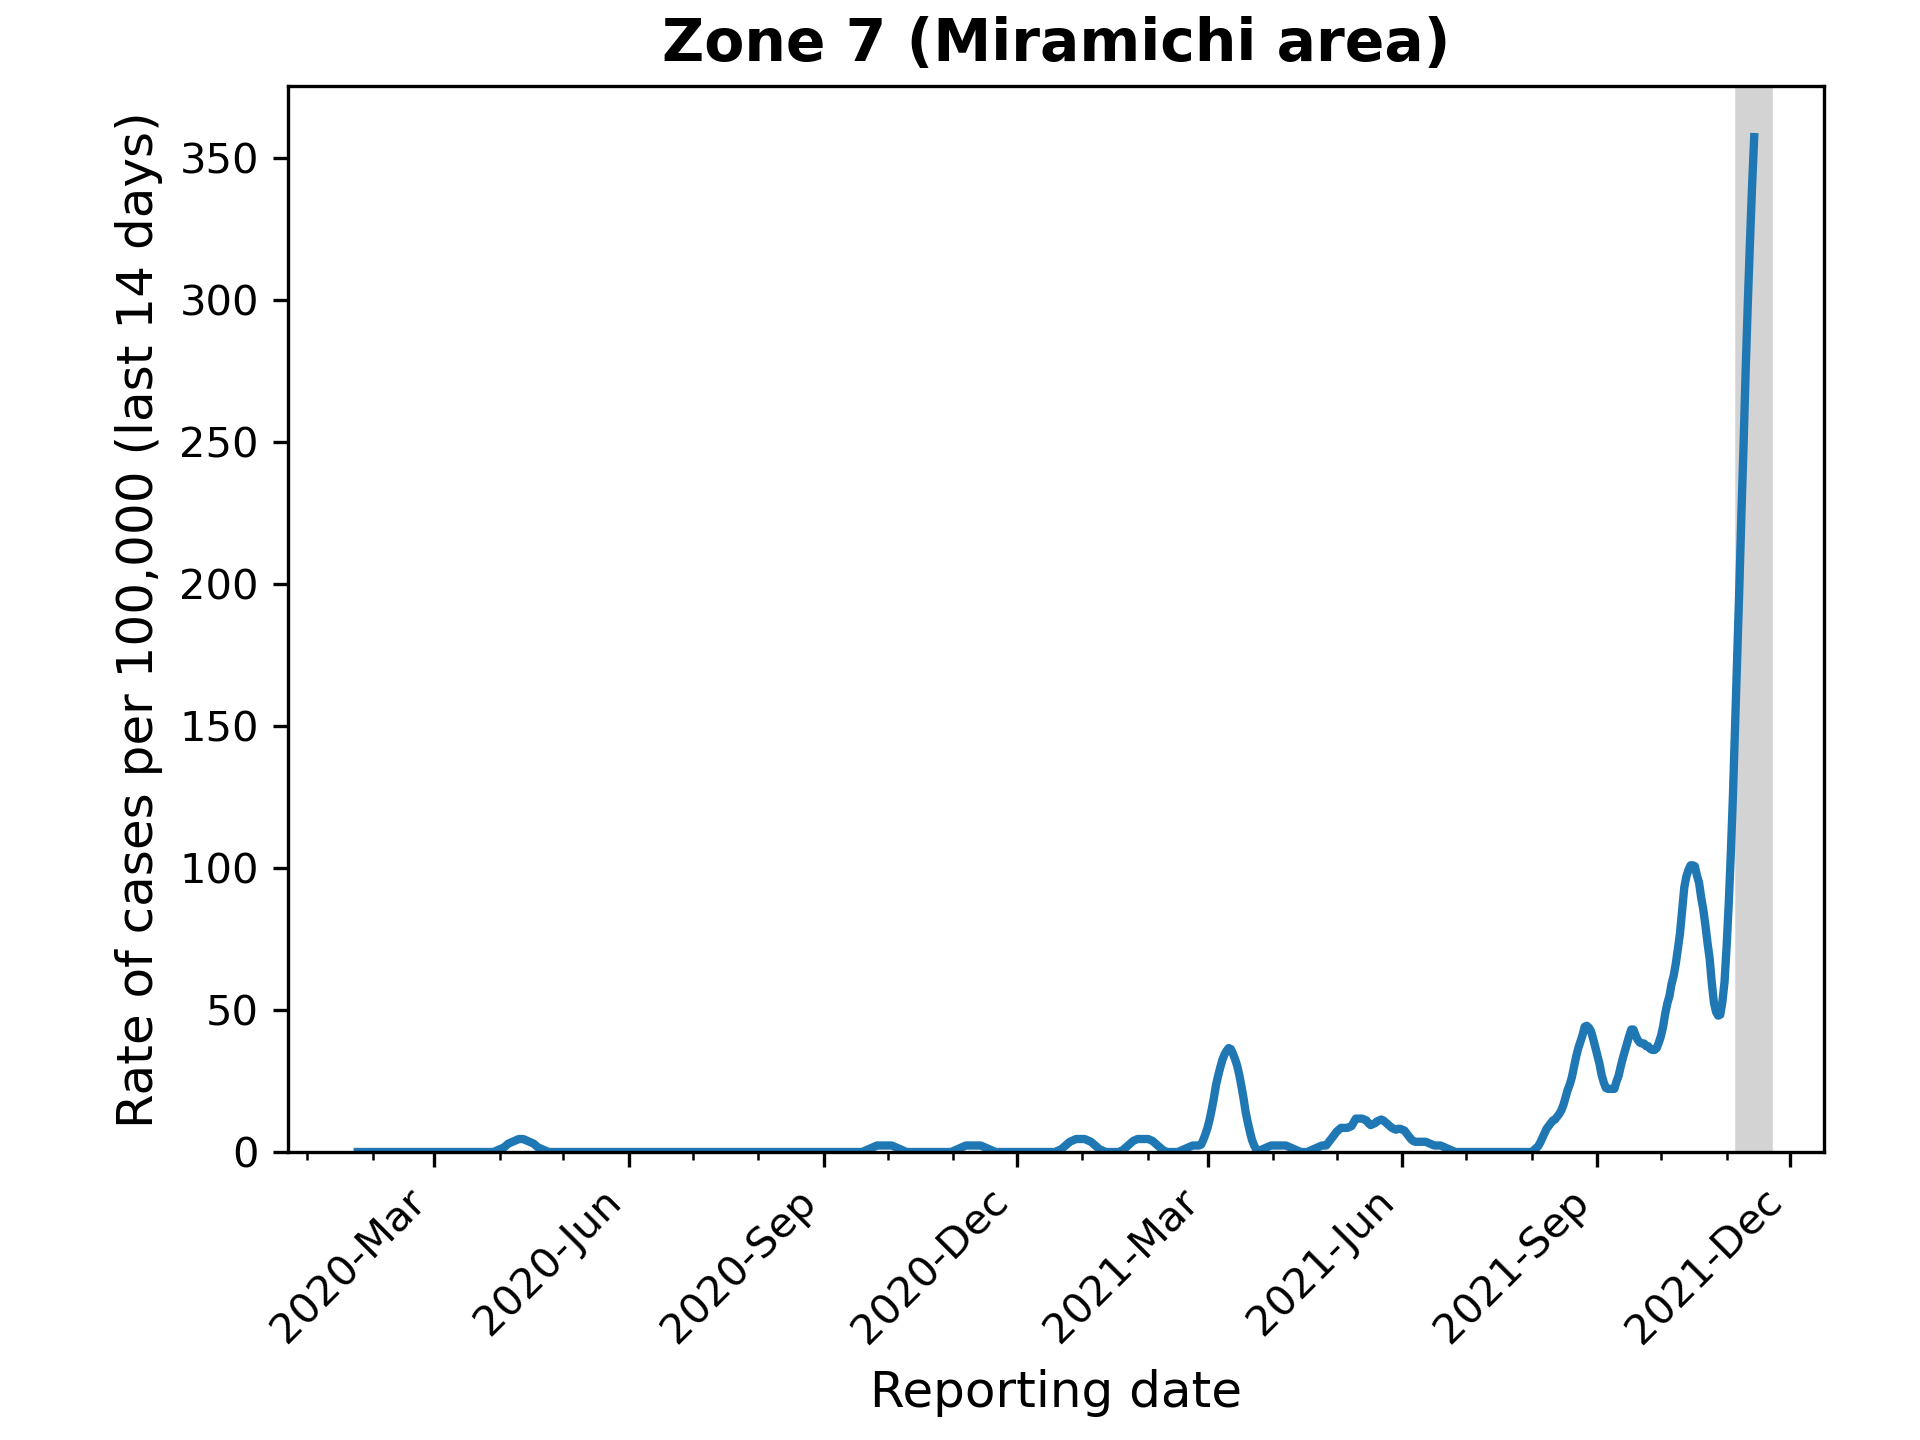 Zone 7 (Miramichi area)
Rate of cases per 100,000 (last 14 days)
350
300
250
200
150
100
50
0
2020-Mar
2020-Jun
2020-Sep
2020-Dec
2021-Mar
2021-Jun
2021-Sep
2021-Dec
Reporting date